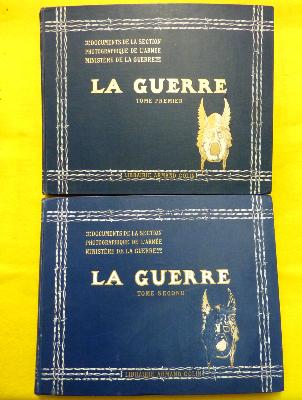 DOCUMENTS DE LA SECTION
PHOTOGRAPHIQUE DE L'ARMÉE
MINISTÈRE DE LA GUERRE
LA GUERRE
TOME PREMIER
LIBRAIRIE ARMAND COLIN
DOCUMENTS DE LA SECTION
PHOTOGRAPHIQUE DE L'ARMÉE
MINISTÈRE DE LA GUERRE
LA GUERRE
TOME SECOND
LIBRAIRIE ARMAND COLIN